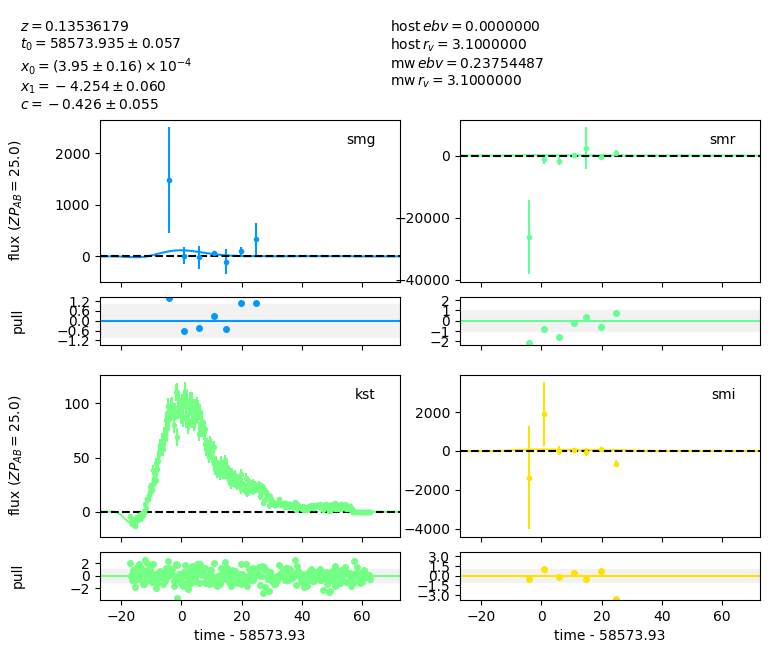 z = 0.13536179
t₀ = 58573.935 ± 0.057
x₀ = (3.95 ± 0.16) × 10⁻⁴
x₁ = −4.254 ± 0.060
c = −0.426 ± 0.055
host ebv = 0.0000000
host r_v = 3.1000000
mw ebv = 0.23754487
mw r_v = 3.1000000
flux (ZP_AB = 25.0)
smg
2000
1000
0
smr
0
−20000
−40000
pull
1.2
0.6
0.0
−0.6
−1.2
2
1
0
−1
−2
flux (ZP_AB = 25.0)
kst
100
50
0
smi
2000
0
−2000
−4000
pull
2
0
−2
3.0
1.5
0.0
−1.5
−3.0
−20 0 20 40 60
−20 0 20 40 60
time - 58573.93
time - 58573.93